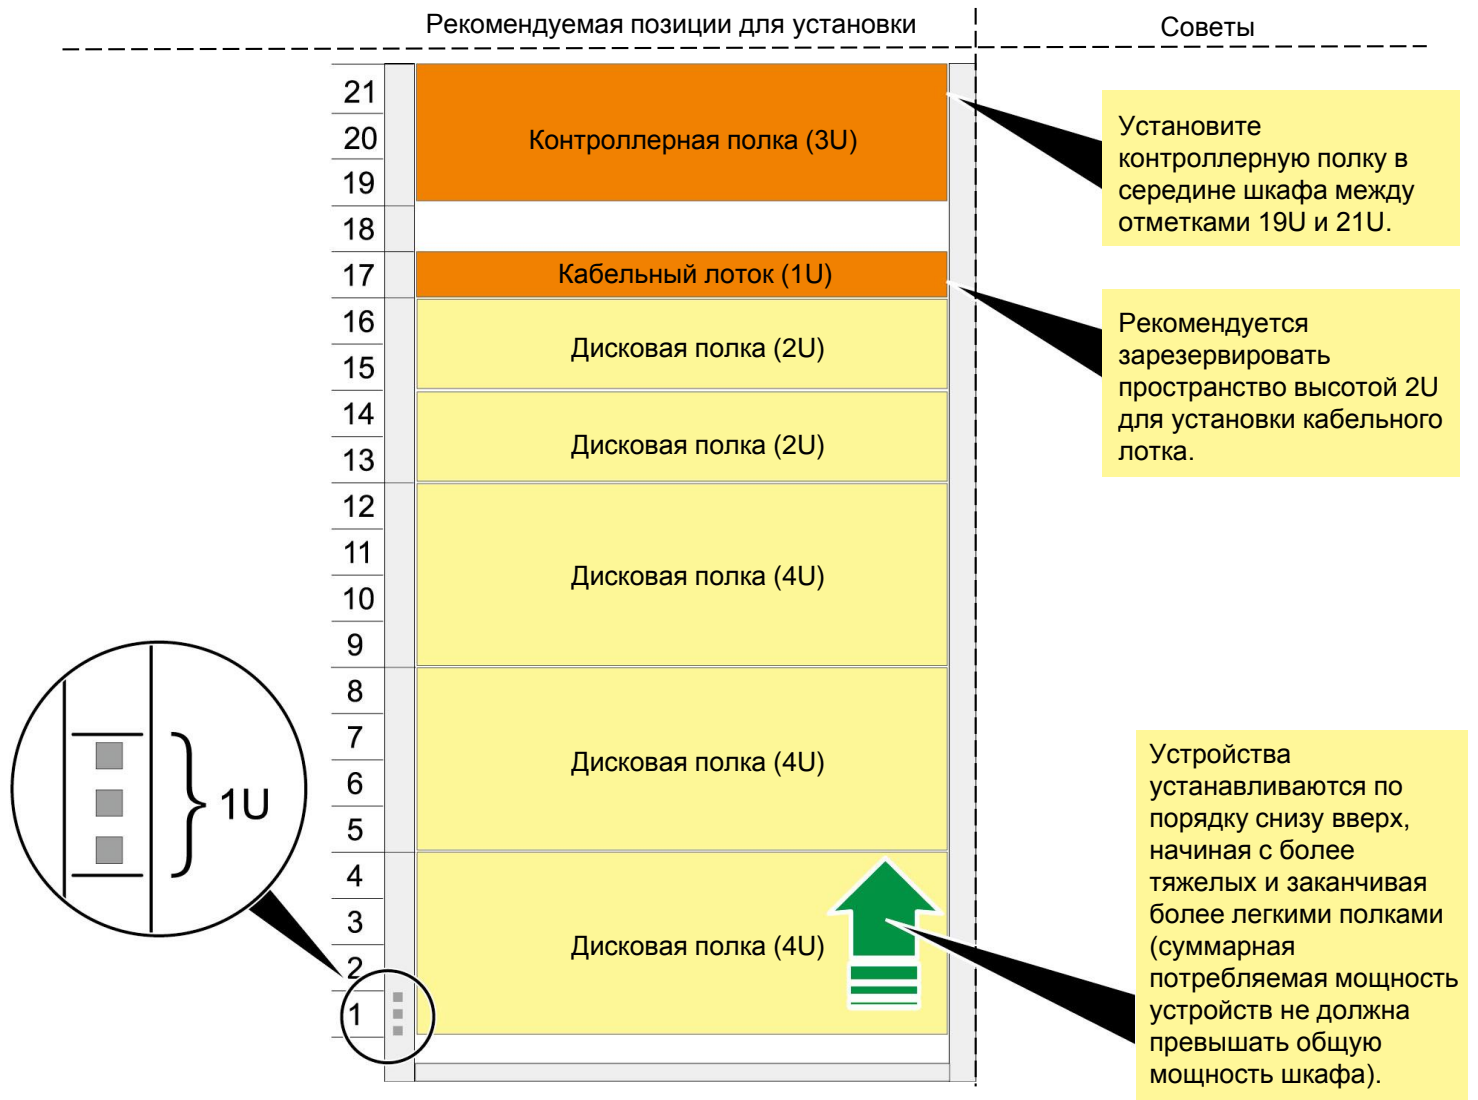 Рекомендуемая позиции для установки
Советы
21
20
19
18
17
16
15
14
13
12
11
10
9
8
7
6
5
4
3
2
1
Контроллерная полка (3U)
Кабельный лоток (1U)
Дисковая полка (2U)
Дисковая полка (2U)
Дисковая полка (4U)
Дисковая полка (4U)
Дисковая полка (4U)
1U
Установите
контроллерную полку в
середине шкафа между
отметками 19U и 21U.
Рекомендуется
зарезервировать
пространство высотой 2U
для установки кабельного
лотка.
Устройства
устанавливаются по
порядку снизу вверх,
начиная с более
тяжелых и заканчивая
более легкими полками
(суммарная
потребляемая мощность
устройств не должна
превышать общую
мощность шкафа).